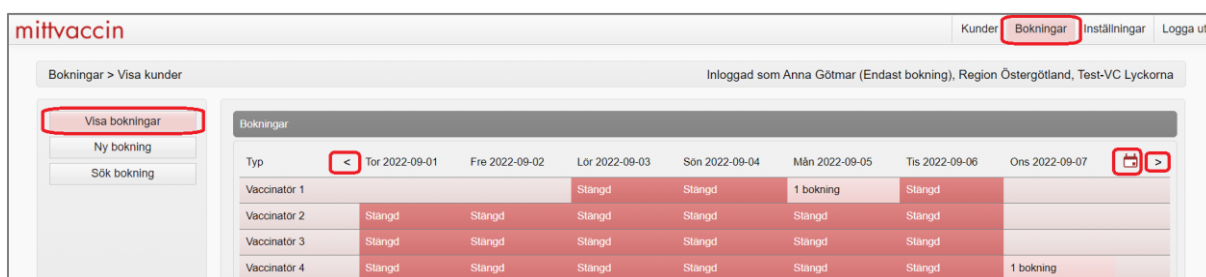 mittvaccin
Kunder Bokningar Inställningar Logga ut
Bokningar > Visa kunder
Inloggad som Anna Götmar (Endast bokning), Region Östergötland, Test-VC Lyckorna
Visa bokningar
Ny bokning
Sök bokning
Bokningar
Typ < Tor 2022-09-01 Fre 2022-09-02 Lör 2022-09-03 Sön 2022-09-04 Mån 2022-09-05 Tis 2022-09-06 Ons 2022-09-07 >
Vaccinatör 1 Stängd Stängd 1 bokning Stängd
Vaccinatör 2 Stängd Stängd Stängd Stängd Stängd Stängd
Vaccinatör 3 Stängd Stängd Stängd Stängd Stängd Stängd
Vaccinatör 4 Stängd Stängd Stängd Stängd Stängd Stängd 1 bokning